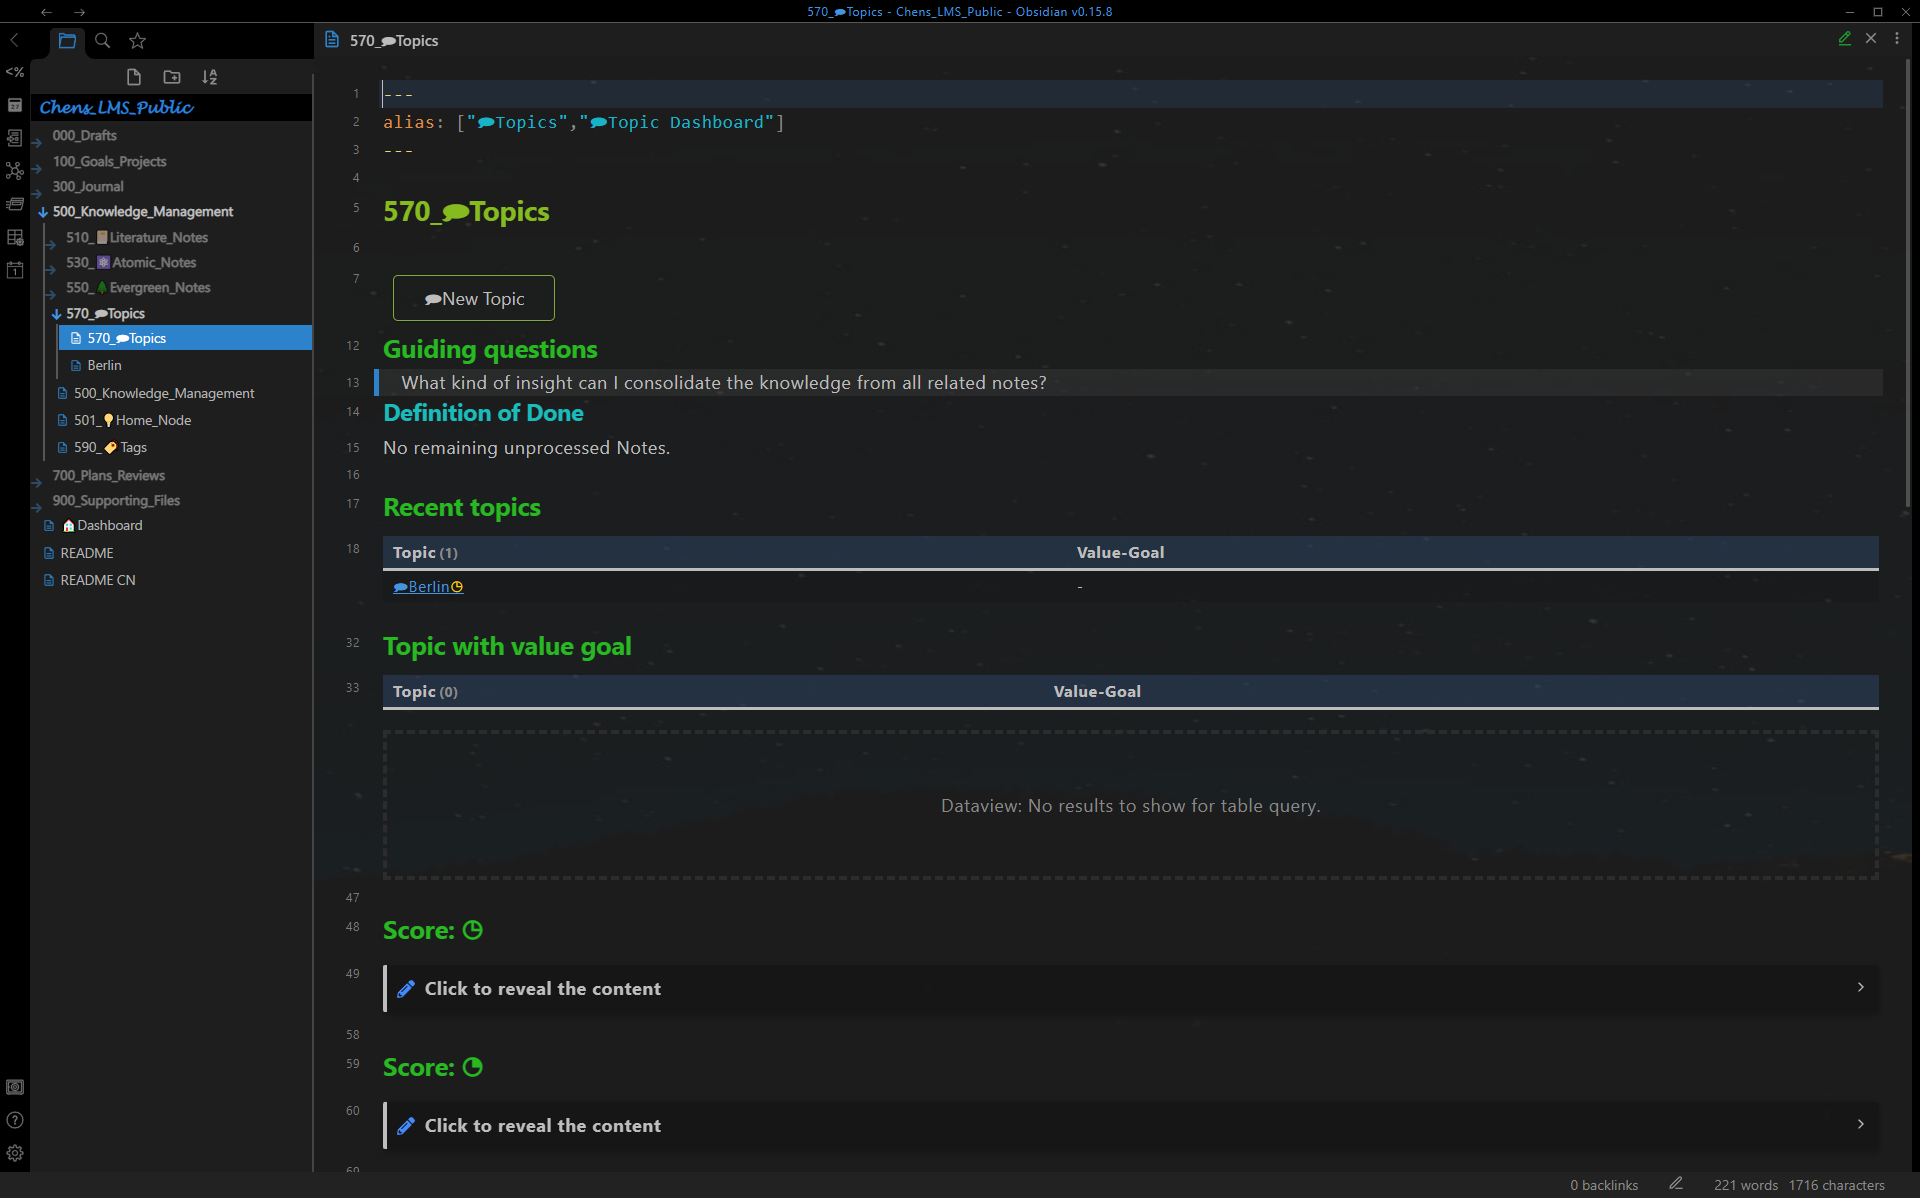 570_💬Topics - Chens_LMS_Public - Obsidian v0.15.8
570_💬Topics
<%
Chens_LMS_Public
000_Drafts
100_Goals_Projects
300_Journal
500_Knowledge_Management
510_📔Literature_Notes
530_⚛Atomic_Notes
550_🌲Evergreen_Notes
570_💬Topics
570_💬Topics
Berlin
500_Knowledge_Management
501_💡Home_Node
590_🏷Tags
700_Plans_Reviews
900_Supporting_Files
🏠Dashboard
README
README CN
1 ---
2 alias: ["💬Topics","💬Topic Dashboard"]
3 ---
4
5 570_💬Topics
6
7 💬New Topic
12 Guiding questions
13 What kind of insight can I consolidate the knowledge from all related notes?
14 Definition of Done
15 No remaining unprocessed Notes.
16
17 Recent topics
18 Topic (1) Value-Goal
💬Berlin◔ -
32 Topic with value goal
33 Topic (0) Value-Goal
Dataview: No results to show for table query.
47
48 Score: ◷
49 Click to reveal the content
58
59 Score: ◔
60 Click to reveal the content
69
0 backlinks 221 words 1716 characters